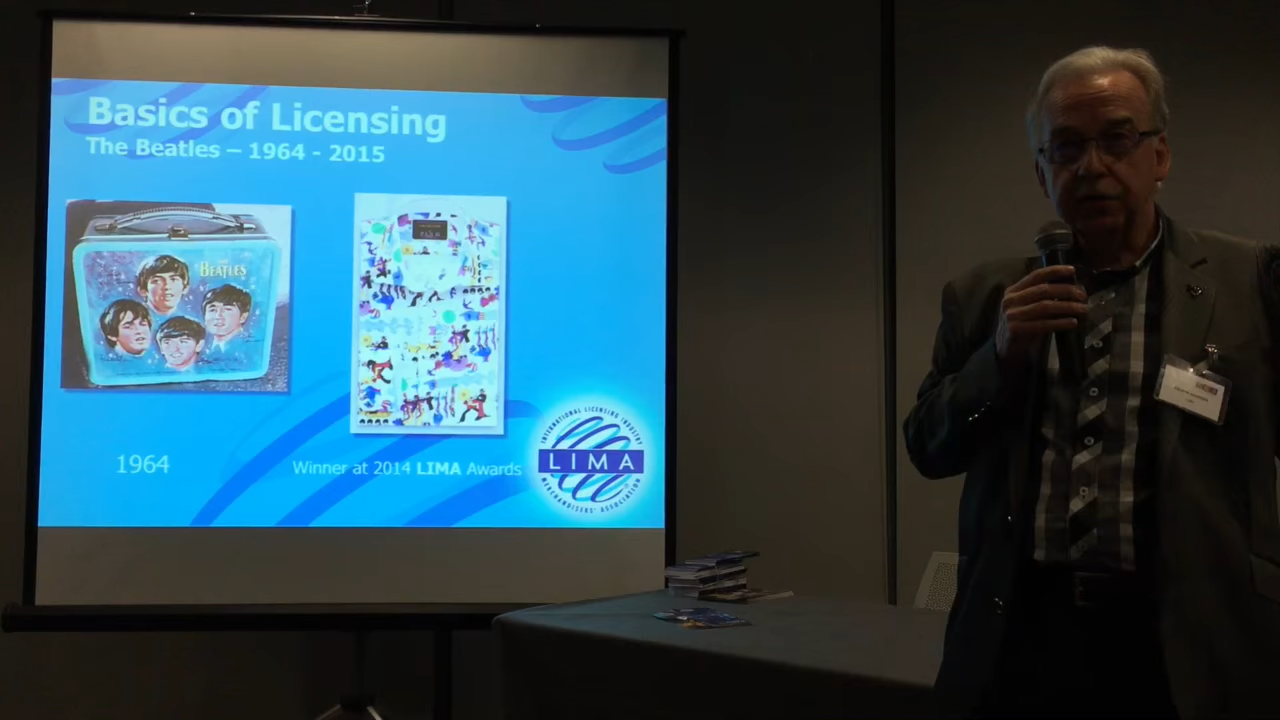 Basics of Licensing
The Beatles – 1964 - 2015
THE
BEATLES
1964
Winner at 2014 LIMA Awards
INTERNATIONAL LICENSING INDUSTRY
LIMA
MERCHANDISERS' ASSOCIATION